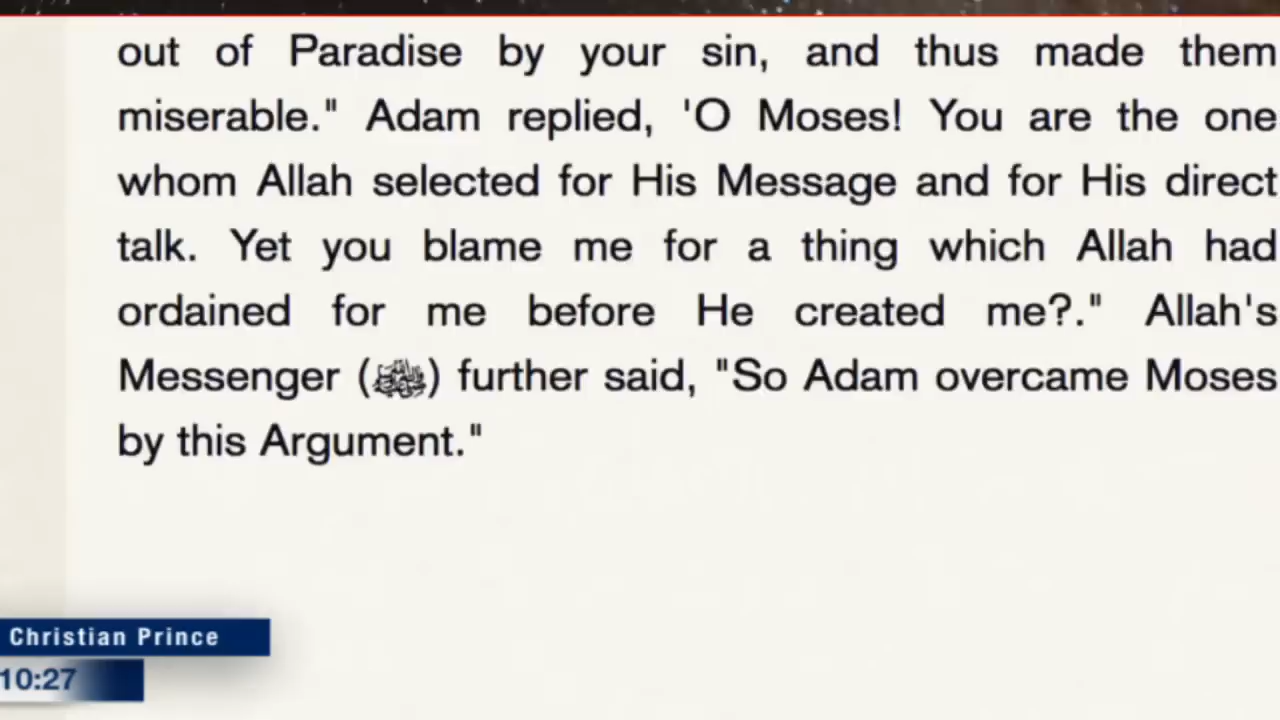 out of Paradise by your sin, and thus made them
miserable." Adam replied, 'O Moses! You are the one
whom Allah selected for His Message and for His direct
talk. Yet you blame me for a thing which Allah had
ordained for me before He created me?." Allah's
Messenger (ﷺ) further said, "So Adam overcame Moses
by this Argument."
Christian Prince
10:27